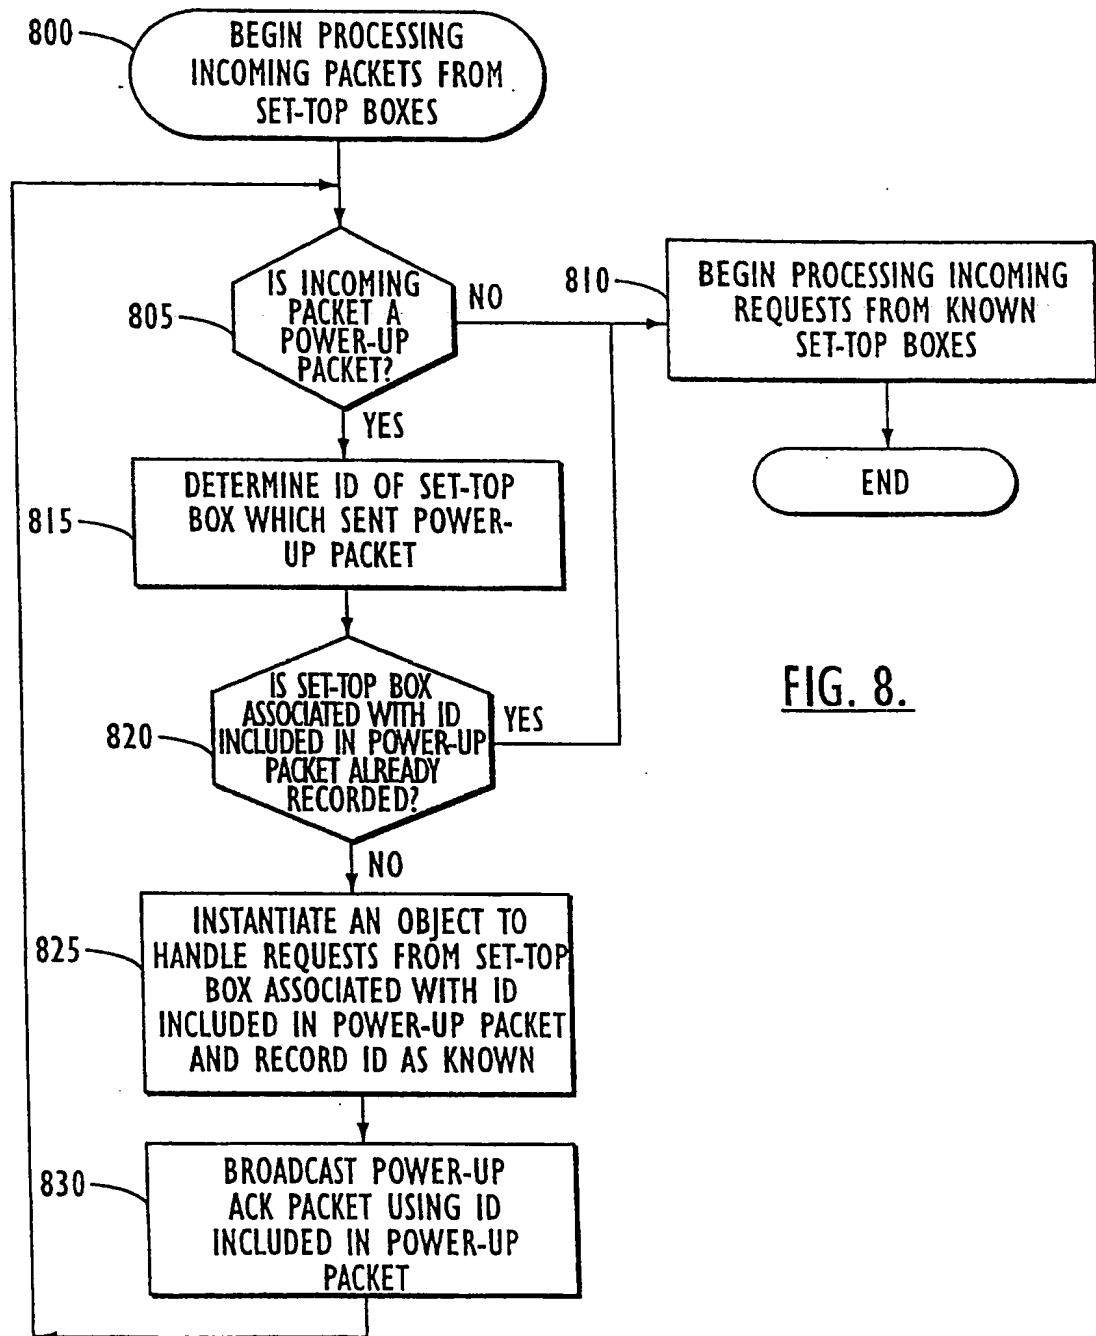 800
BEGIN PROCESSING
INCOMING PACKETS FROM
SET-TOP BOXES
805
IS INCOMING
PACKET A
POWER-UP
PACKET?
NO
810
BEGIN PROCESSING INCOMING
REQUESTS FROM KNOWN
SET-TOP BOXES
YES
END
815
DETERMINE ID OF SET-TOP
BOX WHICH SENT POWER-
UP PACKET
820
IS SET-TOP BOX
ASSOCIATED WITH ID
INCLUDED IN POWER-UP
PACKET ALREADY
RECORDED?
YES
FIG. 8.
NO
825
INSTANTIATE AN OBJECT TO
HANDLE REQUESTS FROM SET-TOP
BOX ASSOCIATED WITH ID
INCLUDED IN POWER-UP PACKET
AND RECORD ID AS KNOWN
830
BROADCAST POWER-UP
ACK PACKET USING ID
INCLUDED IN POWER-UP
PACKET